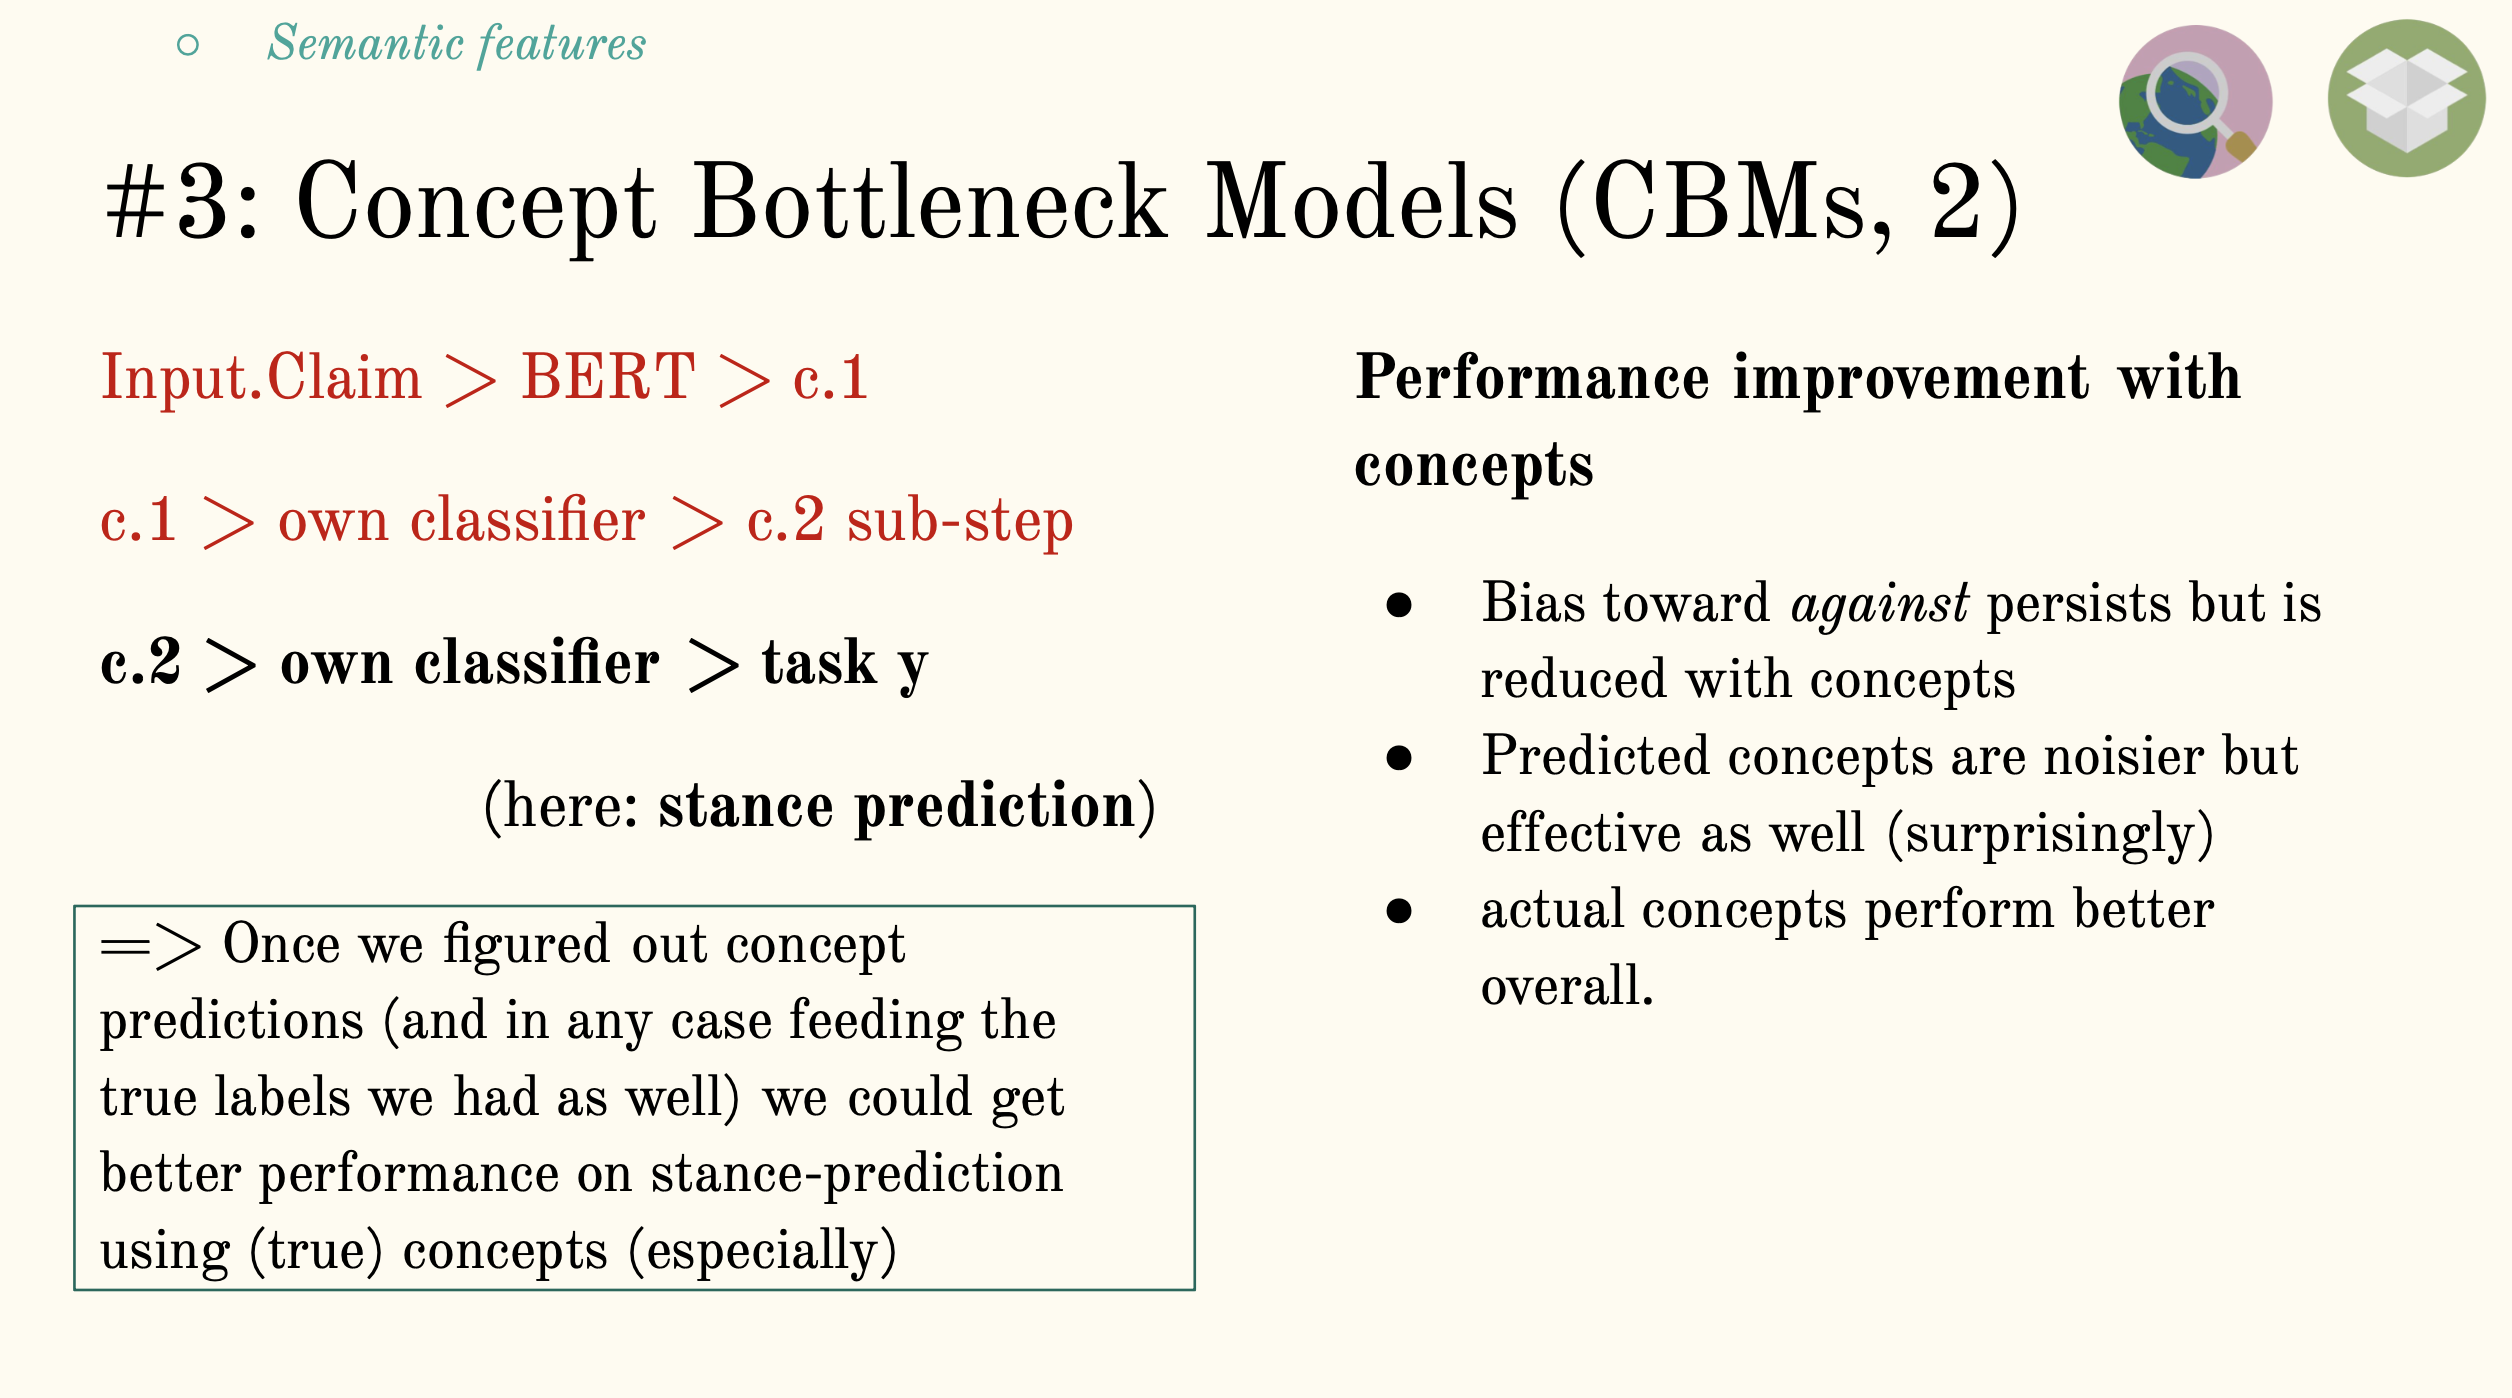 ○ Semantic features
#3: Concept Bottleneck Models (CBMs, 2)
Input.Claim > BERT > c.1
c.1 > own classifier > c.2 sub-step
c.2 > own classifier > task y
(here: stance prediction)
=> Once we figured out concept
predictions (and in any case feeding the
true labels we had as well) we could get
better performance on stance-prediction
using (true) concepts (especially)
Performance improvement with
concepts
● Bias toward against persists but is
reduced with concepts
● Predicted concepts are noisier but
effective as well (surprisingly)
● actual concepts perform better
overall.